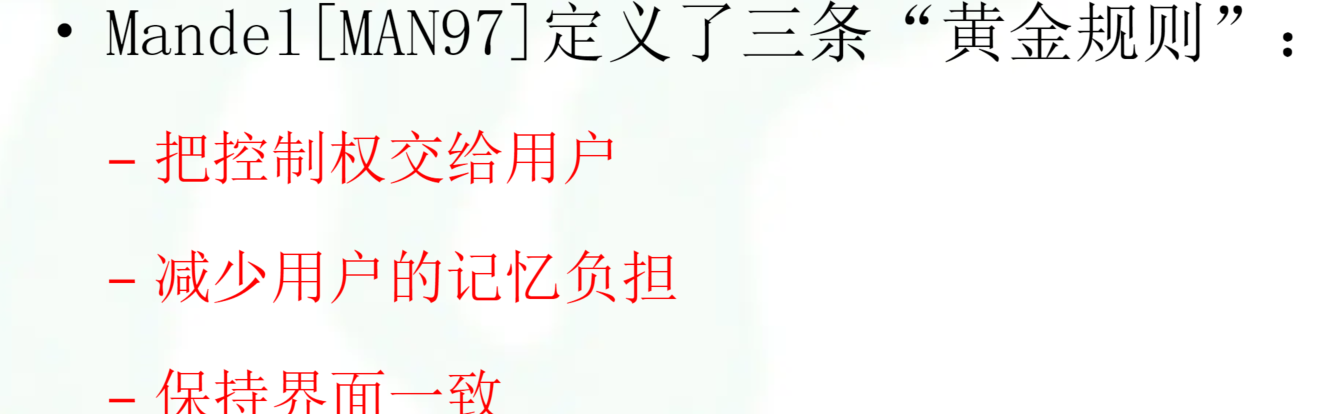 • Mandel[MAN97]定义了三条“黄金规则”：
– 把控制权交给用户
– 减少用户的记忆负担
– 保持界面一致